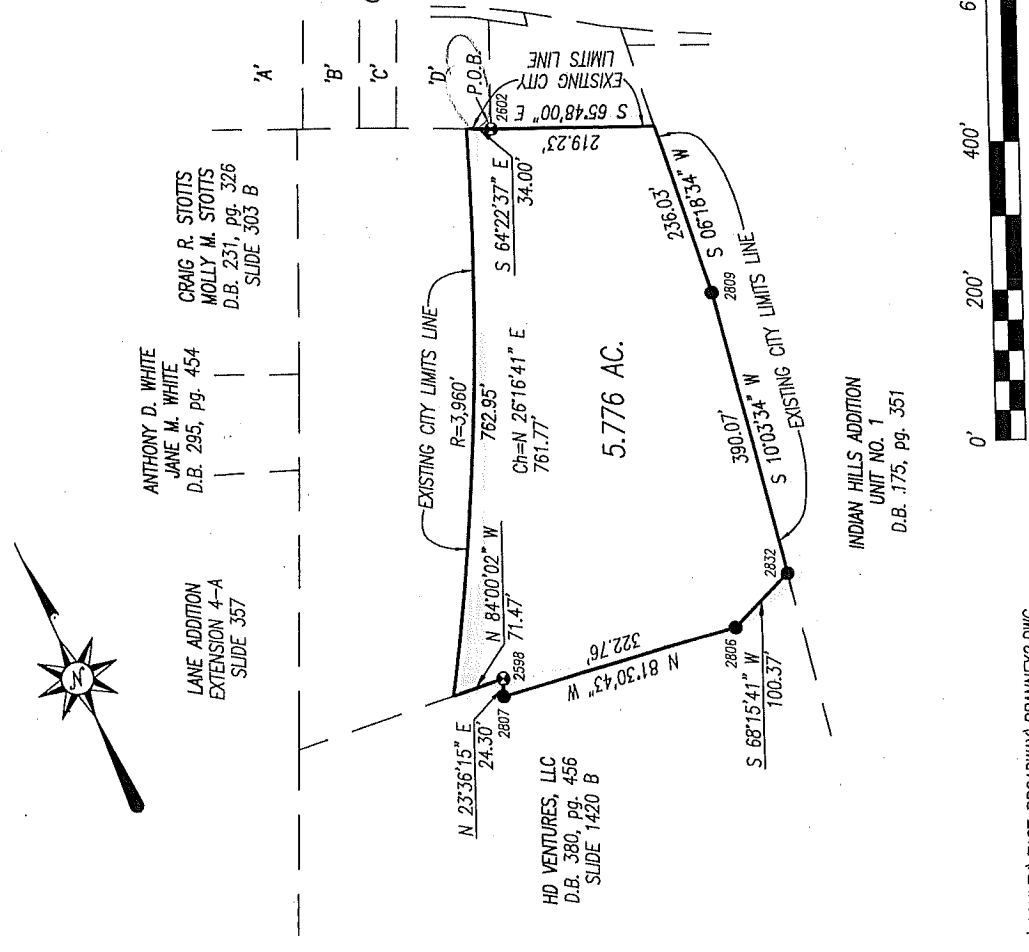 'A'
'B'
'C'
'D'
P.O.B.
2602
EXISTING CITY
LIMITS LINE
S 65°48'00" E
219.23'
S 64°22'37" E
34.00'
CRAIG R. STOTTS
MOLLY M. STOTTS
D.B. 231, pg. 326
SLIDE 303 B
ANTHONY D. WHITE
JANE M. WHITE
D.B. 295, pg. 454
LANE ADDITION
EXTENSION 4-A
SLIDE 357
N
EXISTING CITY LIMITS LINE
R=3,960'
762.95'
Ch=N 26°16'41" E
761.77'
5.776 AC.
236.03'
S 06°18'34" W
2809
390.07'
S 10°03'34" W
EXISTING CITY LIMITS LINE
2832
2806
S 68°15'41" W
100.37'
322.76'
N 81°30'43" W
N 84°00'02" W
71.47'
2598
2807
N 23°36'15" E
24.30'
HD VENTURES, LLC
D.B. 380, pg. 456
SLIDE 1420 B
INDIAN HILLS ADDITION
UNIT NO. 1
D.B. 175, pg. 351
0'
200'
400'
6